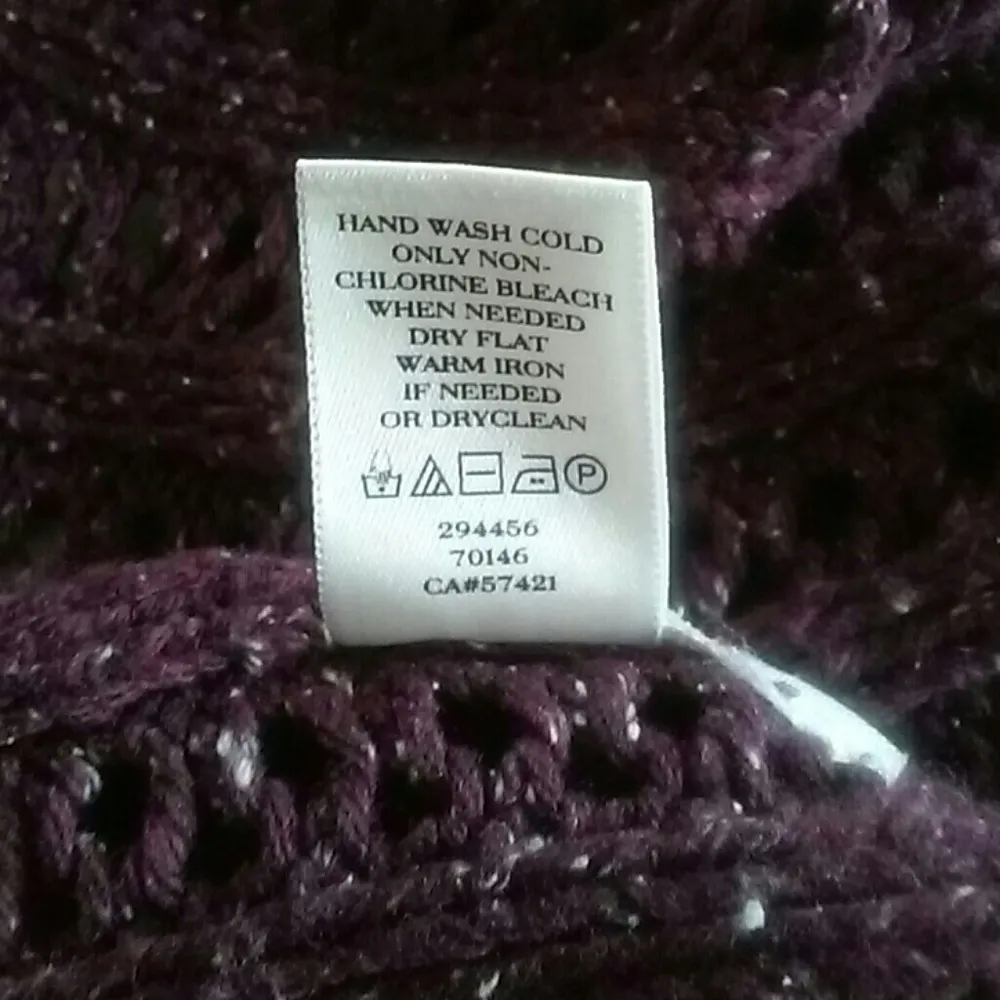 HAND WASH COLD
ONLY NON-
CHLORINE BLEACH
WHEN NEEDED
DRY FLAT
WARM IRON
IF NEEDED
OR DRYCLEAN
P
294456
70146
CA#57421